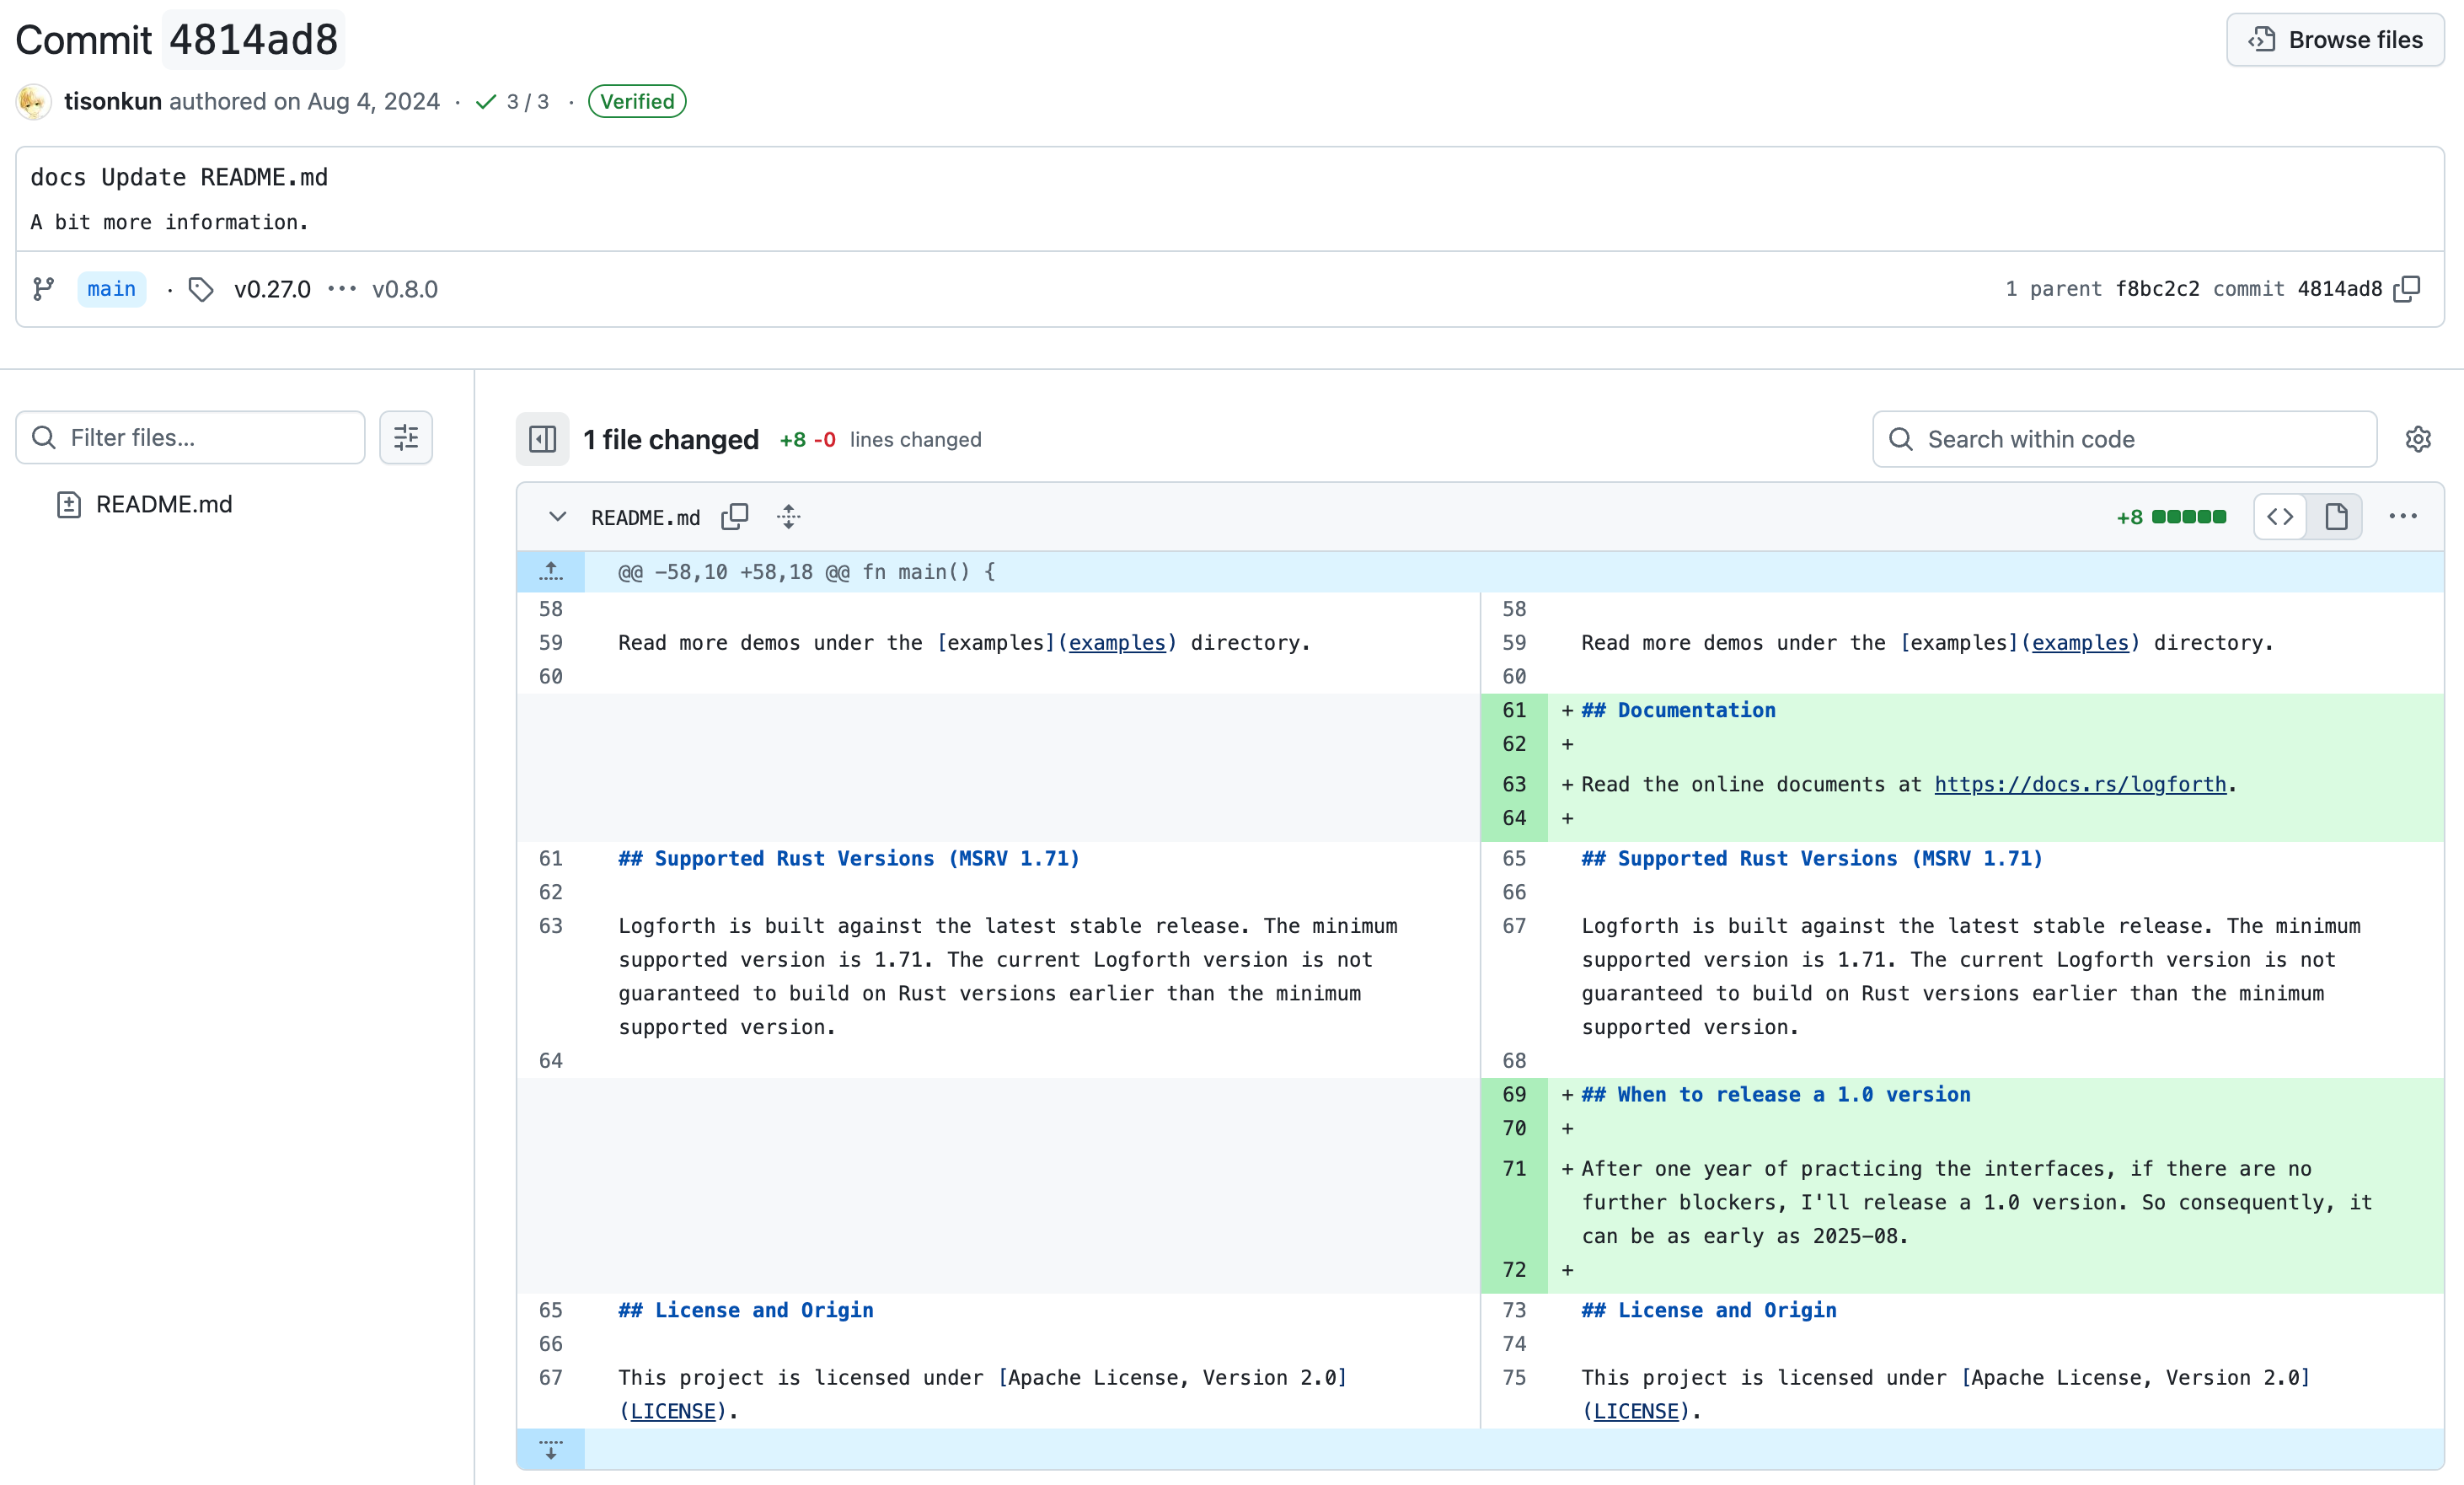 Commit 4814ad8
Browse files
tisonkun authored on Aug 4, 2024 · 3 / 3 · Verified
docs Update README.md
A bit more information.
main · v0.27.0 ··· v0.8.0
1 parent f8bc2c2 commit 4814ad8
Filter files...
README.md
1 file changed +8 -0 lines changed
Search within code
README.md
+8
@@ -58,10 +58,18 @@ fn main() {
58
59 Read more demos under the [examples](examples) directory.
60
61 ## Supported Rust Versions (MSRV 1.71)
62
63 Logforth is built against the latest stable release. The minimum
supported version is 1.71. The current Logforth version is not
guaranteed to build on Rust versions earlier than the minimum
supported version.
64
65 ## License and Origin
66
67 This project is licensed under [Apache License, Version 2.0]
(LICENSE).
58
59 Read more demos under the [examples](examples) directory.
60
61 + ## Documentation
62 +
63 + Read the online documents at https://docs.rs/logforth.
64 +
65 ## Supported Rust Versions (MSRV 1.71)
66
67 Logforth is built against the latest stable release. The minimum
supported version is 1.71. The current Logforth version is not
guaranteed to build on Rust versions earlier than the minimum
supported version.
68
69 + ## When to release a 1.0 version
70 +
71 + After one year of practicing the interfaces, if there are no
further blockers, I'll release a 1.0 version. So consequently, it
can be as early as 2025-08.
72 +
73 ## License and Origin
74
75 This project is licensed under [Apache License, Version 2.0]
(LICENSE).